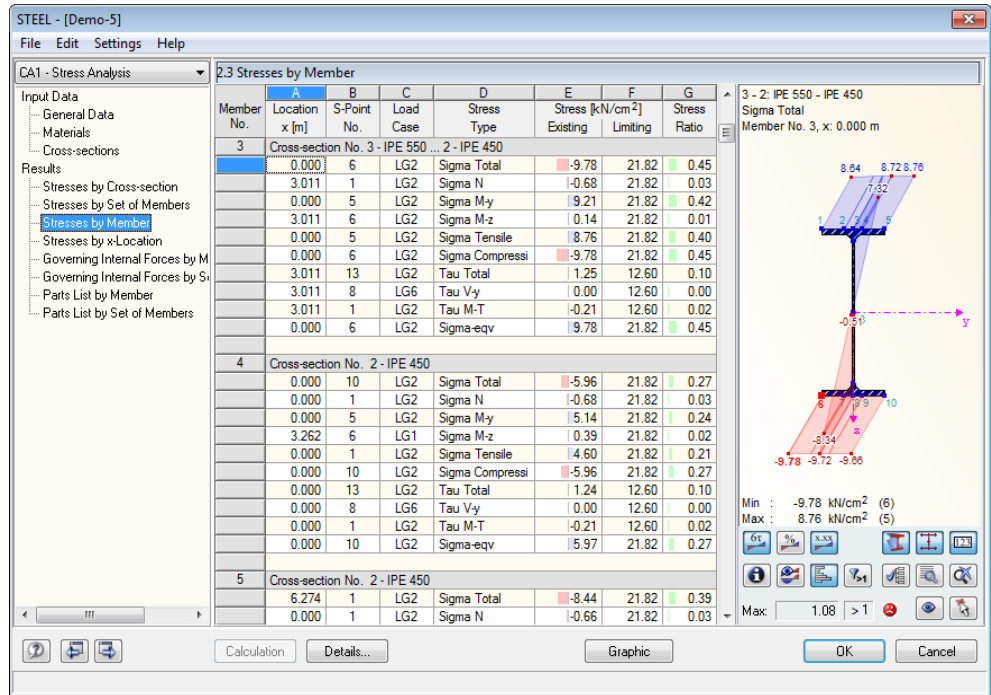 STEEL - [Demo-5]
File Edit Settings Help
CA1 - Stress Analysis
Input Data
General Data
Materials
Cross-sections
Results
Stresses by Cross-section
Stresses by Set of Members
Stresses by Member
Stresses by x-Location
Governing Internal Forces by M
Governing Internal Forces by S
Parts List by Member
Parts List by Set of Members
2.3 Stresses by Member
A B C D E F G
Member Location S-Point Load Stress Stress [kN/cm²] Stress
No. x [m] No. Case Type Existing Limiting Ratio
3 Cross-section No. 3 - IPE 550 ... 2 - IPE 450
0.000 6 LG2 Sigma Total -9.78 21.82 0.45
3.011 1 LG2 Sigma N -0.68 21.82 0.03
0.000 5 LG2 Sigma M-y 9.21 21.82 0.42
3.011 6 LG2 Sigma M-z 0.14 21.82 0.01
0.000 5 LG2 Sigma Tensile 8.76 21.82 0.40
0.000 6 LG2 Sigma Compressi -9.78 21.82 0.45
3.011 13 LG2 Tau Total 1.25 12.60 0.10
3.011 8 LG6 Tau V-y 0.00 12.60 0.00
3.011 1 LG2 Tau M-T -0.21 12.60 0.02
0.000 6 LG2 Sigma-eqv 9.78 21.82 0.45
4 Cross-section No. 2 - IPE 450
0.000 10 LG2 Sigma Total -5.96 21.82 0.27
0.000 1 LG2 Sigma N -0.68 21.82 0.03
0.000 5 LG2 Sigma M-y 5.14 21.82 0.24
3.262 6 LG1 Sigma M-z 0.39 21.82 0.02
0.000 1 LG2 Sigma Tensile 4.60 21.82 0.21
0.000 10 LG2 Sigma Compressi -5.96 21.82 0.27
0.000 13 LG2 Tau Total 1.24 12.60 0.10
0.000 8 LG6 Tau V-y 0.00 12.60 0.00
0.000 1 LG2 Tau M-T -0.21 12.60 0.02
0.000 10 LG2 Sigma-eqv 5.97 21.82 0.27
5 Cross-section No. 2 - IPE 450
6.274 1 LG2 Sigma Total -8.44 21.82 0.39
0.000 1 LG2 Sigma N -0.66 21.82 0.03
3 - 2: IPE 550 - IPE 450
Sigma Total
Member No. 3, x: 0.000 m
8.64 8.72 8.76
7.32
1 2 3 4 5
-0.51
y
6 8 9 10
z
-8.34
-9.78 -9.72 -9.66
Min : -9.78 kN/cm² (6)
Max : 8.76 kN/cm² (5)
στ % x.xx 123
>1
Max: 1.08 > 1
Calculation Details... Graphic OK Cancel